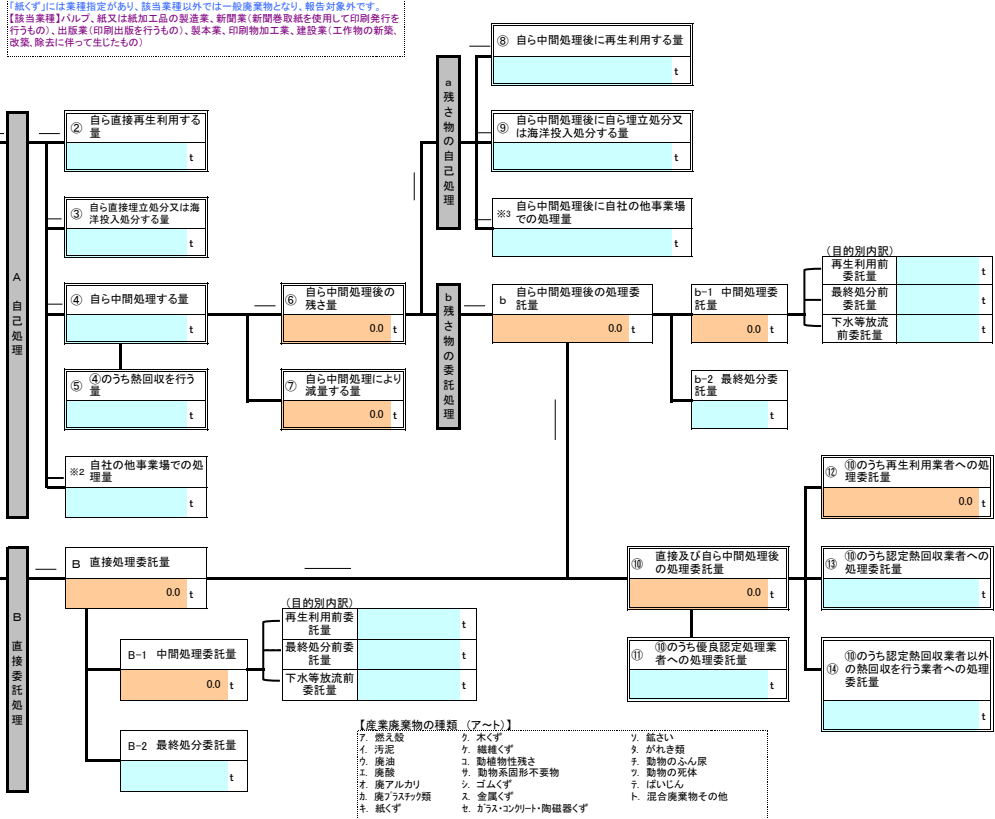 「紙くず」には業種指定があり、該当業種以外では一般廃棄物となり、報告対象外です。
【該当業種】パルプ、紙又は紙加工品の製造業、新聞業(新聞巻取紙を使用して印刷発行を
行うもの)、出版業(印刷出版を行うもの)、製本業、印刷物加工業、建設業(工作物の新築、
改築、除去に伴って生じたもの)
A 自己処理
② 自ら直接再生利用する
量
t
③ 自ら直接埋立処分又は海
洋投入処分する量
t
④ 自ら中間処理する量
t
⑤ ④のうち熱回収を行う
量
t
※2 自社の他事業場での処
理量
t
⑥ 自ら中間処理後の
残さ量
0.0 t
⑦ 自ら中間処理により
減量する量
0.0 t
a 残さ物の自己処理
⑧ 自ら中間処理後に再生利用する量
t
⑨ 自ら中間処理後に自ら埋立処分又
は海洋投入処分する量
t
※3 自ら中間処理後に自社の他事業場
での処理量
t
b 残さ物の委託処理
b 自ら中間処理後の処理委
託量
0.0 t
b-1 中間処理委
託量
0.0 t
(目的別内訳)
再生利用前
委託量
t
最終処分前
委託量
t
下水等放流
前委託量
t
b-2 最終処分委
託量
t
B 直接委託処理
B 直接処理委託量
0.0 t
B-1 中間処理委託量
0.0 t
(目的別内訳)
再生利用前委
託量
t
最終処分前委
託量
t
下水等放流前
委託量
t
B-2 最終処分委託量
t
⑩ 直接及び自ら中間処理後
の処理委託量
0.0 t
⑪ ⑩のうち優良認定処理業
者への処理委託量
t
⑫ ⑩のうち再生利用業者への処
理委託量
0.0 t
⑬ ⑩のうち認定熱回収業者への
処理委託量
t
⑭ ⑩のうち認定熱回収業者以外
の熱回収を行う業者への処理
委託量
t
【産業廃棄物の種類 (ア～ト)】
ア. 燃え殻
イ. 汚泥
ウ. 廃油
エ. 廃酸
オ. 廃アルカリ
カ. 廃プラスチック類
キ. 紙くず
ク. 木くず
ケ. 繊維くず
コ. 動植物性残さ
サ. 動物系固形不要物
シ. ゴムくず
ス. 金属くず
セ. ガラス・コンクリート・陶磁器くず
ソ. 鉱さい
タ. がれき類
チ. 動物のふん尿
ツ. 動物の死体
テ. ばいじん
ト. 混合廃棄物その他